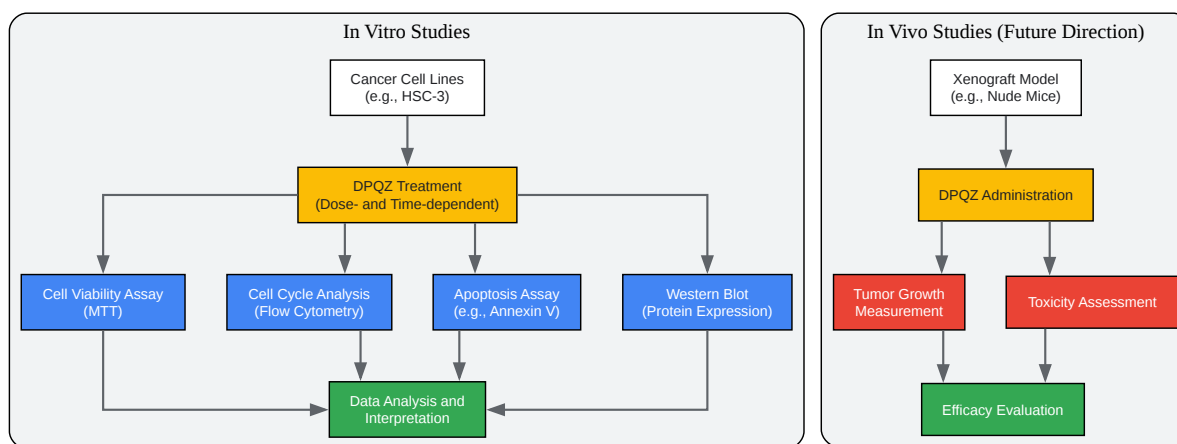 In Vitro Studies
Cancer Cell Lines
(e.g., HSC-3)
DPQZ Treatment
(Dose- and Time-dependent)
Cell Viability Assay
(MTT)
Cell Cycle Analysis
(Flow Cytometry)
Apoptosis Assay
(e.g., Annexin V)
Western Blot
(Protein Expression)
Data Analysis and
Interpretation
In Vivo Studies (Future Direction)
Xenograft Model
(e.g., Nude Mice)
DPQZ Administration
Tumor Growth
Measurement
Toxicity Assessment
Efficacy Evaluation